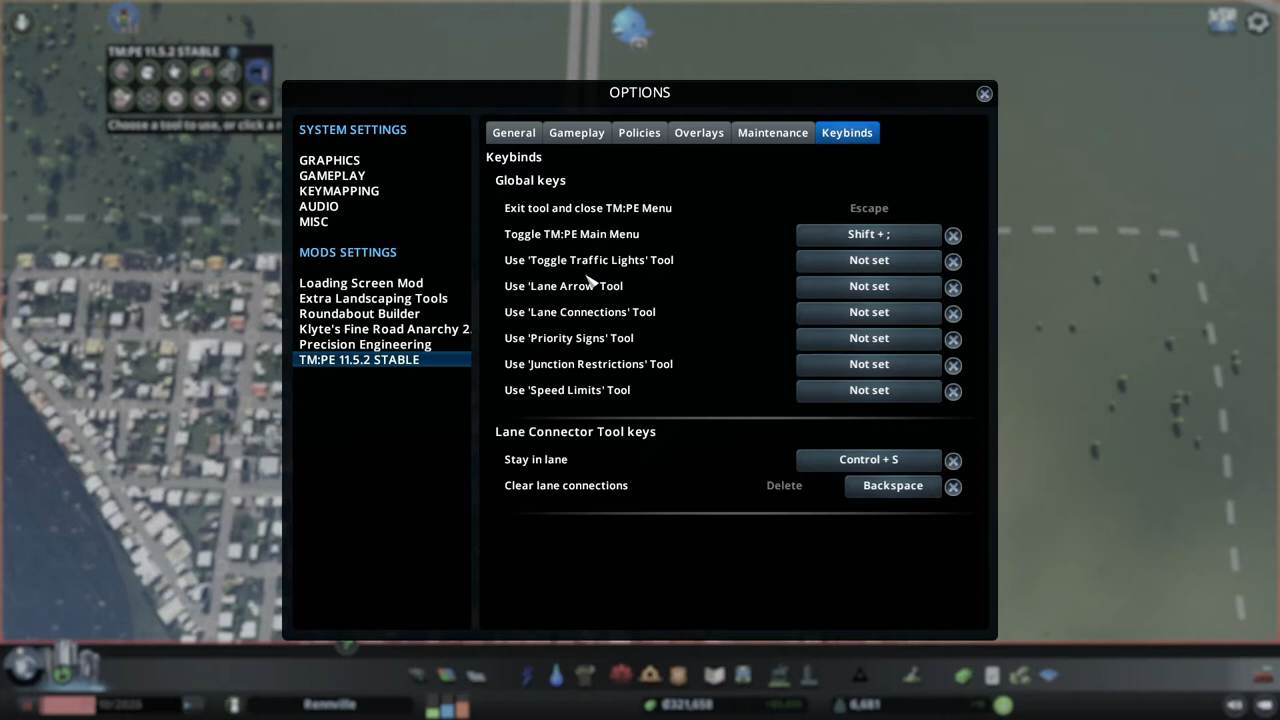 TM:PE 11.5.2 STABLE
Choose a tool to use, or click a
OPTIONS
SYSTEM SETTINGS
GRAPHICS
GAMEPLAY
KEYMAPPING
AUDIO
MISC
MODS SETTINGS
Loading Screen Mod
Extra Landscaping Tools
Roundabout Builder
Klyte's Fine Road Anarchy 2.
Precision Engineering
TM:PE 11.5.2 STABLE
General Gameplay Policies Overlays Maintenance Keybinds
Keybinds
Global keys
Exit tool and close TM:PE Menu Escape
Toggle TM:PE Main Menu Shift + ;
Use 'Toggle Traffic Lights' Tool Not set
Use 'Lane Arrow' Tool Not set
Use 'Lane Connections' Tool Not set
Use 'Priority Signs' Tool Not set
Use 'Junction Restrictions' Tool Not set
Use 'Speed Limits' Tool Not set
Lane Connector Tool keys
Stay in lane Control + S
Clear lane connections Delete Backspace
Rennville ₡321,658 6,681